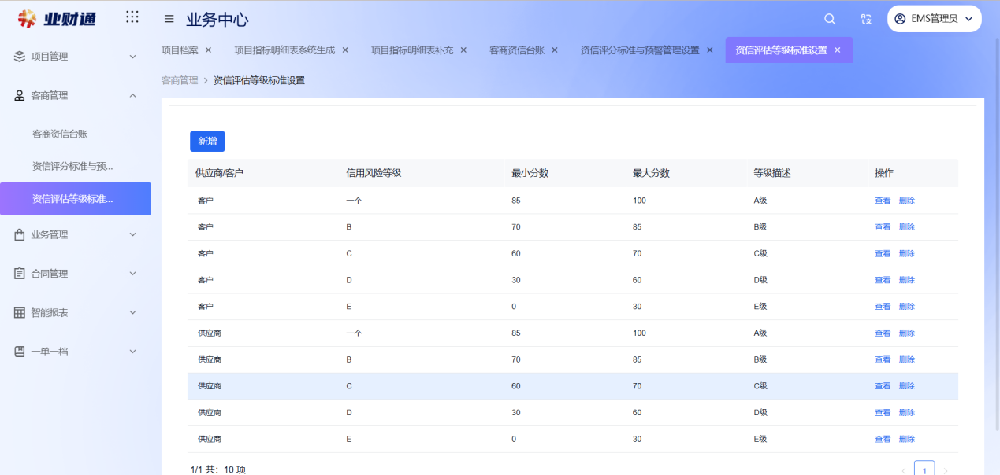 业财通
业务中心
EMS管理员
项目档案 × 项目指标明细表系统生成 × 项目指标明细表补充 × 客商资信台账 × 资信评分标准与预警管理设置 × 资信评估等级标准设置 ×
客商管理 > 资信评估等级标准设置
项目管理
客商管理
客商资信台账
资信评分标准与预...
资信评估等级标准...
业务管理
合同管理
智能报表
一单一档
新增
供应商/客户 信用风险等级 最小分数 最大分数 等级描述 操作
客户 一个 85 100 A级 查看 删除
客户 B 70 85 B级 查看 删除
客户 C 60 70 C级 查看 删除
客户 D 30 60 D级 查看 删除
客户 E 0 30 E级 查看 删除
供应商 一个 85 100 A级 查看 删除
供应商 B 70 85 B级 查看 删除
供应商 C 60 70 C级 查看 删除
供应商 D 30 60 D级 查看 删除
供应商 E 0 30 E级 查看 删除
1/1 共：10 项
1